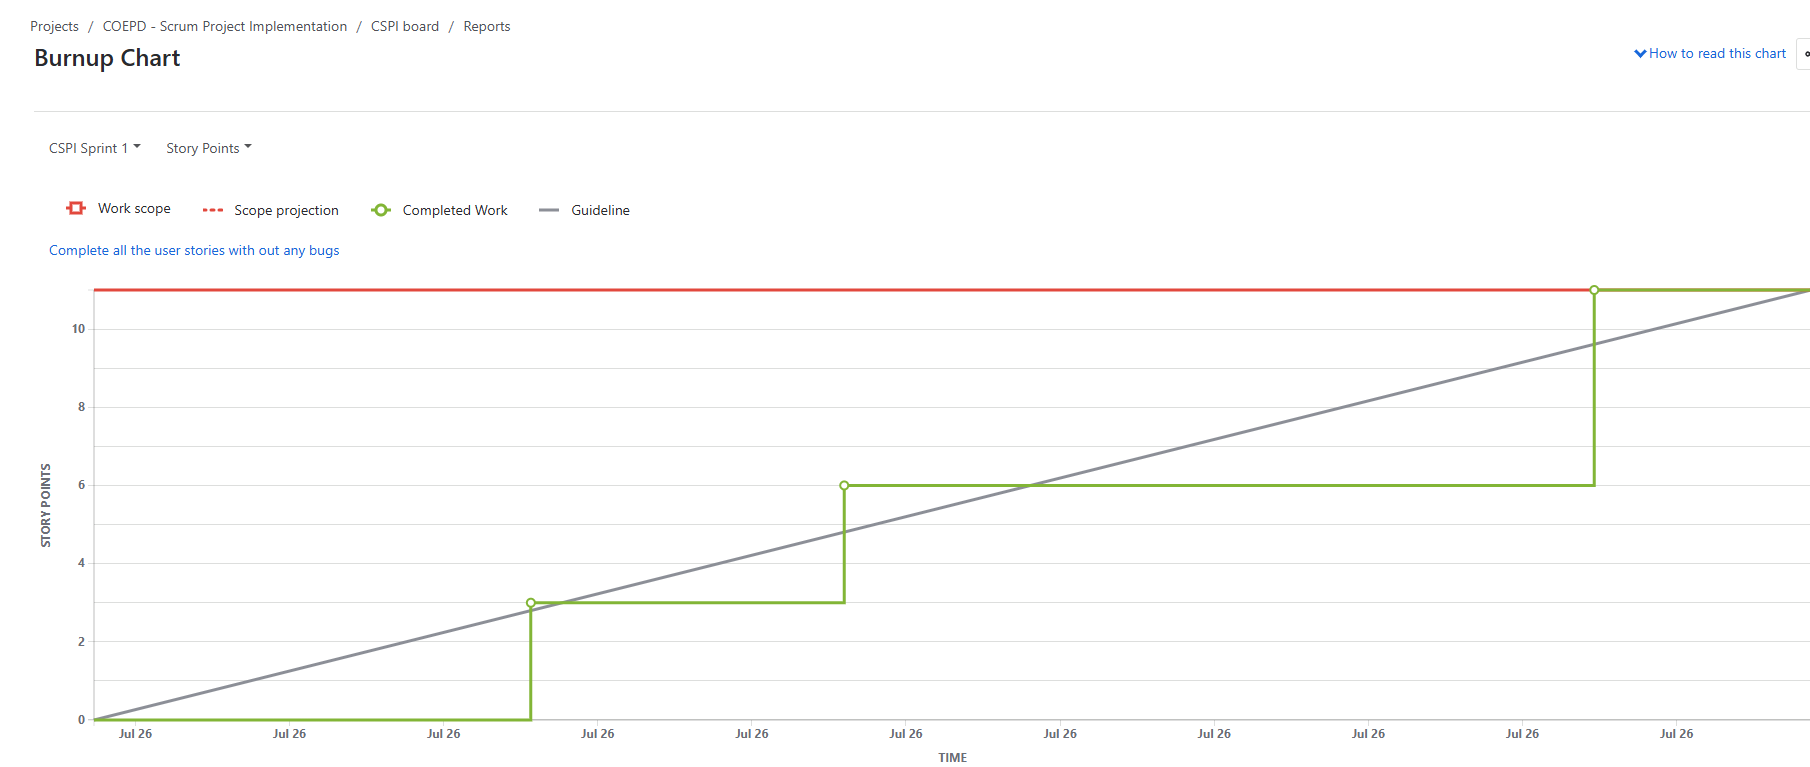 Projects / COEPD - Scrum Project Implementation / CSPI board / Reports
Burnup Chart
How to read this chart
CSPI Sprint 1 Story Points
Work scope Scope projection Completed Work Guideline
Complete all the user stories with out any bugs
10
8
6
4
2
0
STORY POINTS
Jul 26 Jul 26 Jul 26 Jul 26 Jul 26 Jul 26 Jul 26 Jul 26 Jul 26 Jul 26 Jul 26
TIME